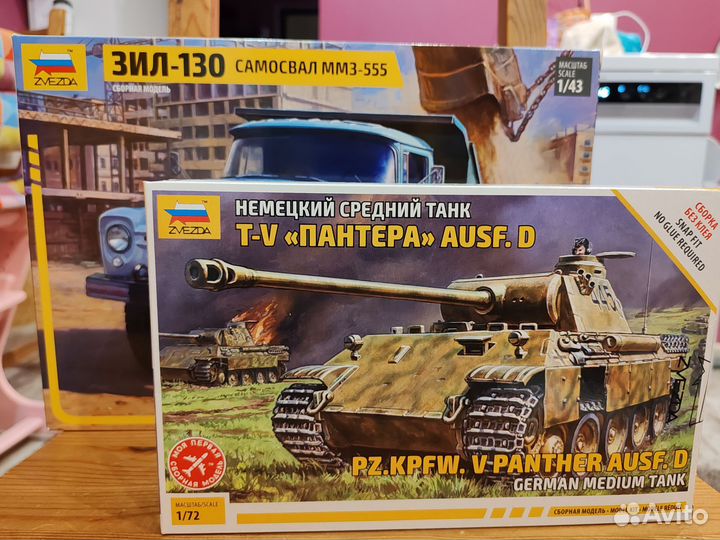 ZVEZDA
ЗИЛ-130 САМОСВАЛ ММЗ-555
СБОРНАЯ МОДЕЛЬ
МАСШТАБ
SCALE
1/43
ZVEZDA
НЕМЕЦКИЙ СРЕДНИЙ ТАНК
Т-V «ПАНТЕРА» AUSF. D
СБОРКА
БЕЗ КЛЕЯ
SNAP FIT
NO GLUE REQUIRED
МОЯ ПЕРВАЯ
СБОРНАЯ МОДЕЛЬ
PZ.KPFW. V PANTHER AUSF. D
GERMAN MEDIUM TANK
МАСШТАБ/SCALE
1/72
СБОРНАЯ МОДЕЛЬ
Avito